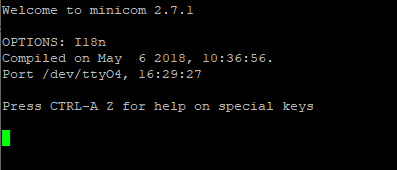 Welcome to minicom 2.7.1
OPTIONS: I18n
Compiled on May  6 2018, 10:36:56.
Port /dev/ttyO4, 16:29:27
Press CTRL-A Z for help on special keys